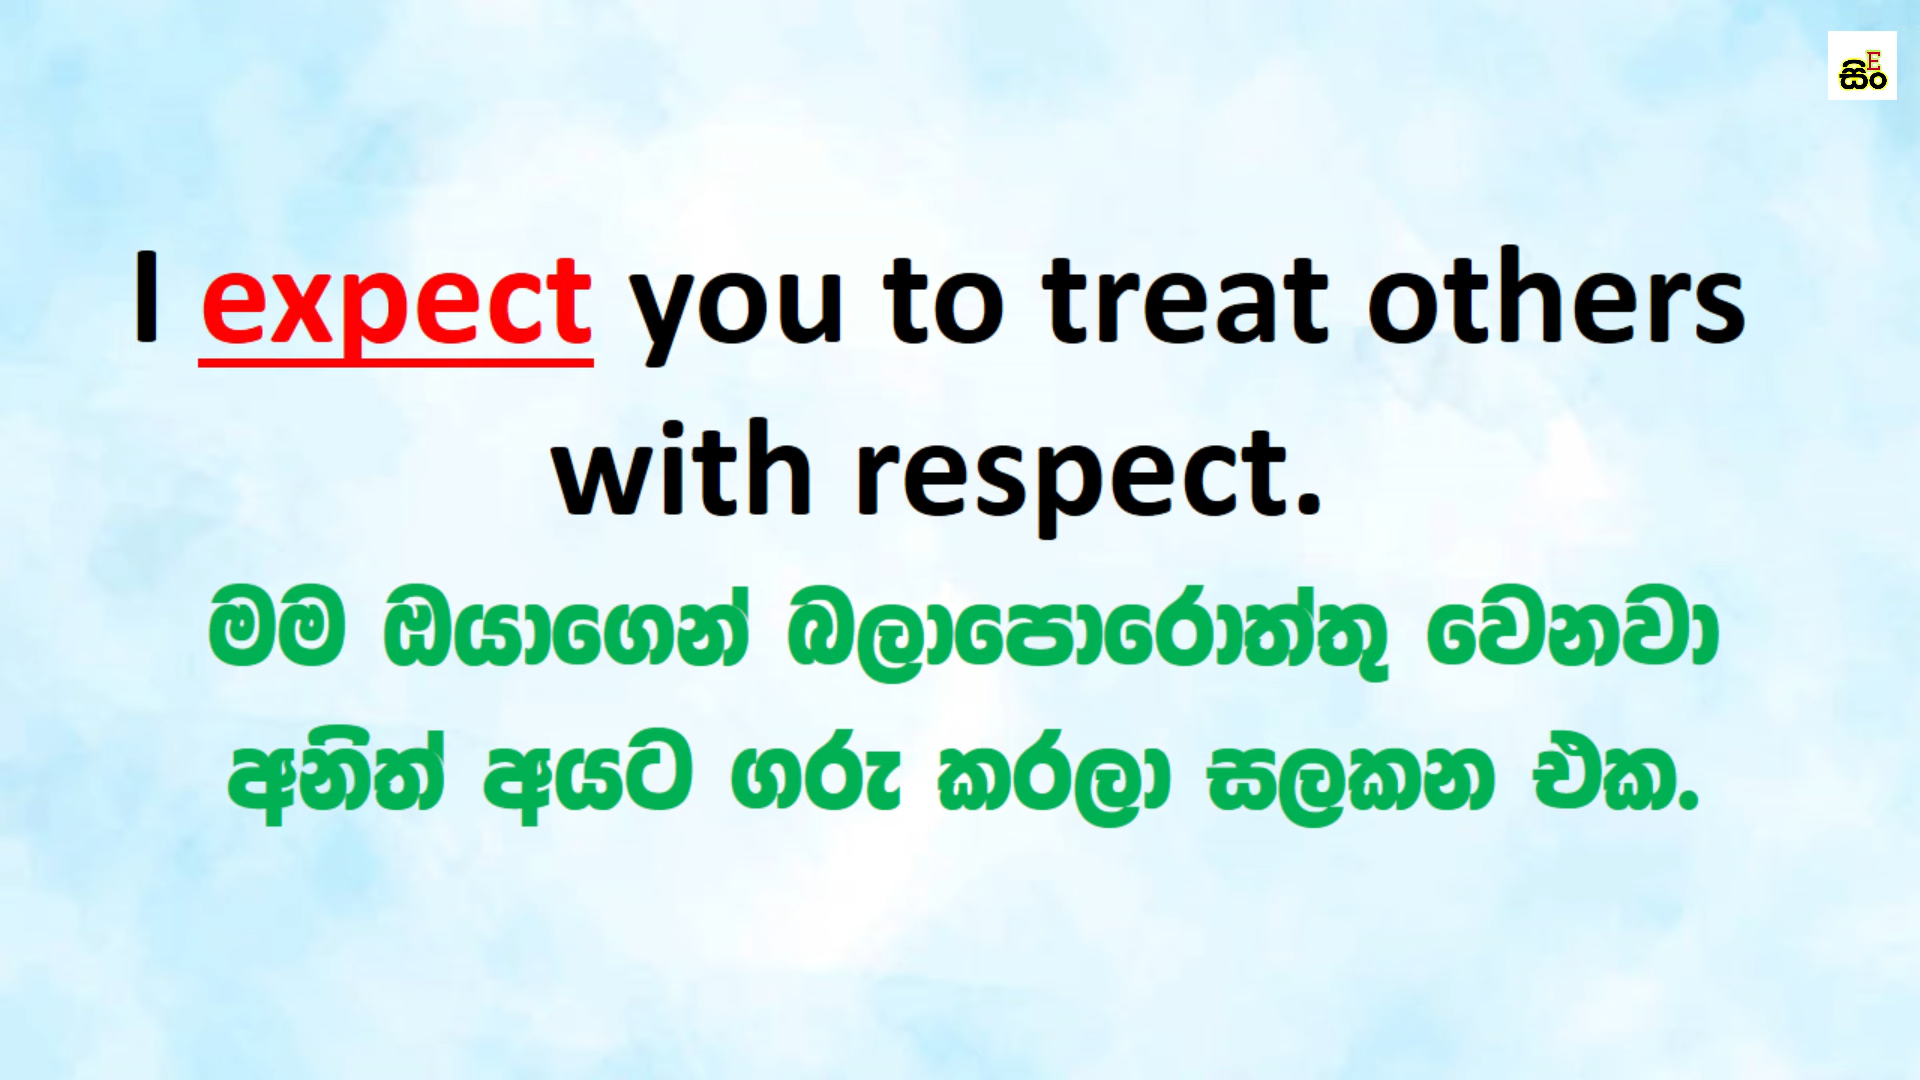 සිං E
I expect you to treat others
with respect.
මම ඔයාගෙන් බලාපොරොත්තු වෙනවා
අනිත් අයට ගරු කරලා සලකන එක.